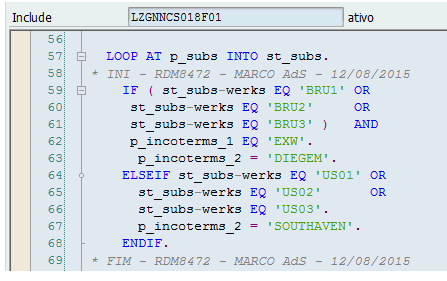 Include LZGNNCS018F01 ativo
56
57 LOOP AT p_subs INTO st_subs.
58 * INI - RDM8472 - MARCO AdS - 12/08/2015
59 IF ( st_subs-werks EQ 'BRU1' OR
60 st_subs-werks EQ 'BRU2' OR
61 st_subs-werks EQ 'BRU3' ) AND
62 p_incoterms_1 EQ 'EXW'.
63 p_incoterms_2 = 'DIEGEM'.
64 ELSEIF st_subs-werks EQ 'US01' OR
65 st_subs-werks EQ 'US02' OR
66 st_subs-werks EQ 'US03'.
67 p_incoterms_2 = 'SOUTHAVEN'.
68 ENDIF.
69 * FIM - RDM8472 - MARCO AdS - 12/08/2015